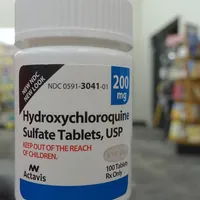 NEW NDC
NEW LOOK
NDC 0591-3041-01
200
mg
Hydroxychloroquine
Sulfate Tablets, USP
KEEP OUT OF THE REACH
OF CHILDREN.
Actavis
100 Tablets
Rx Only